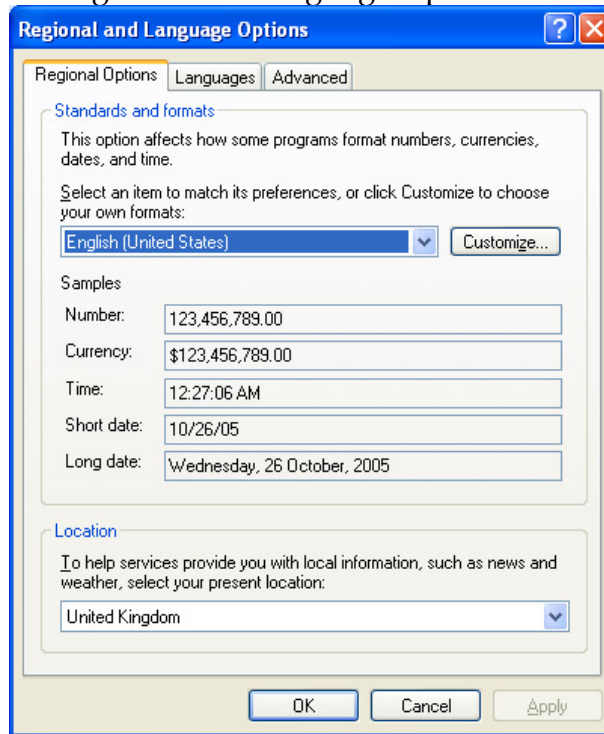 Regional and Language Options
Regional Options Languages Advanced
Standards and formats
This option affects how some programs format numbers, currencies,
dates, and time.
Select an item to match its preferences, or click Customize to choose
your own formats:
English (United States) Customize...
Samples
Number: 123,456,789.00
Currency: $123,456,789.00
Time: 12:27:06 AM
Short date: 10/26/05
Long date: Wednesday, 26 October, 2005
Location
To help services provide you with local information, such as news and
weather, select your present location:
United Kingdom
OK Cancel Apply